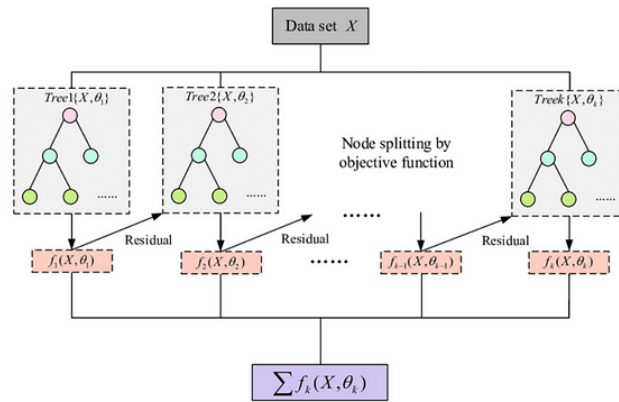 Data set X
Tree1{X,θ₁}
Tree2{X,θ₂}
Treek{X,θₖ}
Node splitting by
objective function
......
......
......
......
Residual
Residual
Residual
f₁(X,θ₁)
f₂(X,θ₂)
......
fₖ₋₁(X,θₖ₋₁)
fₖ(X,θₖ)
∑fₖ(X,θₖ)